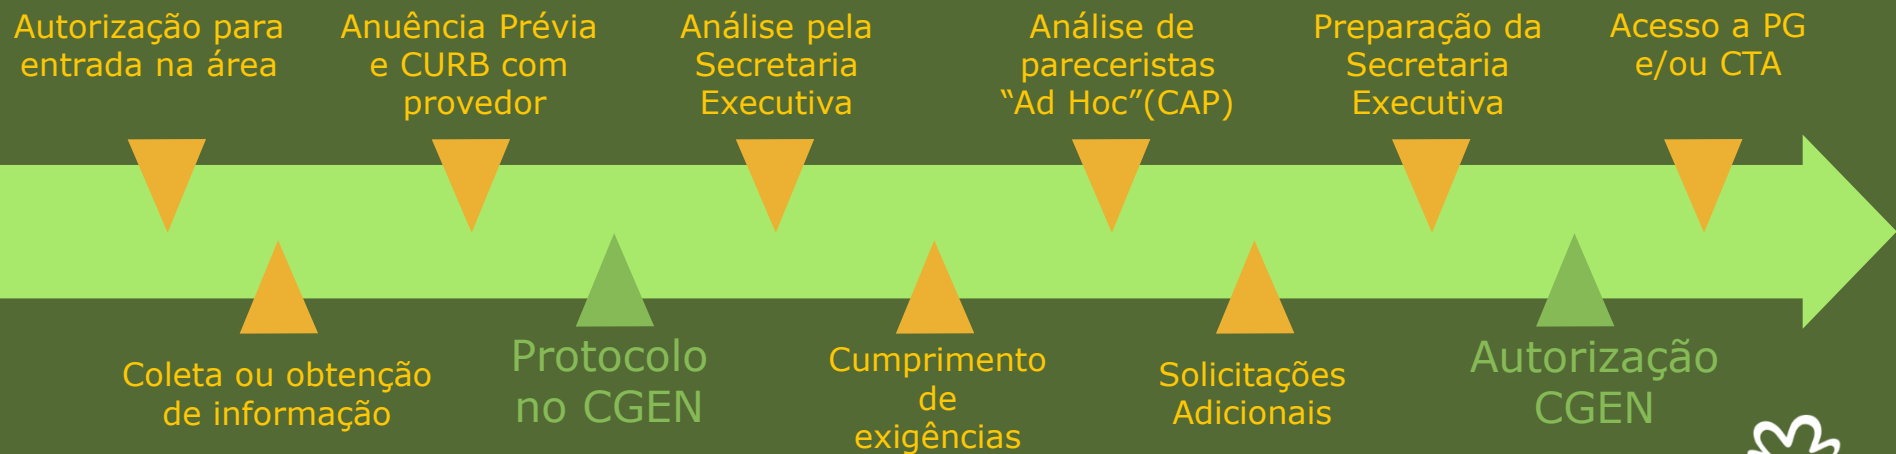 Autorização para
entrada na área
Anuência Prévia
e CURB com
provedor
Análise pela
Secretaria
Executiva
Análise de
pareceristas
“Ad Hoc”(CAP)
Preparação da
Secretaria
Executiva
Acesso a PG
e/ou CTA
Coleta ou obtenção
de informação
Protocolo
no CGEN
Cumprimento
de
exigências
Solicitações
Adicionais
Autorização
CGEN